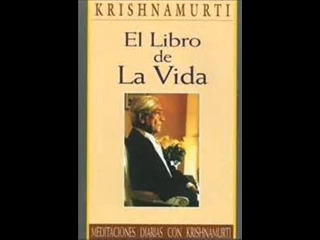 KRISHNAMURTI
El Libro
de
La Vida
MEDITACIONES DIARIAS CON KRISHNAMURTI